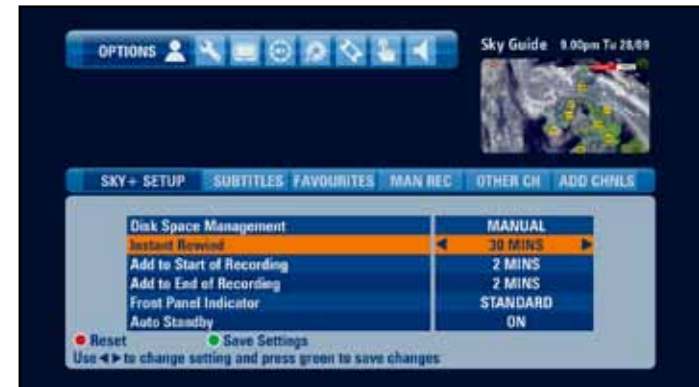 OPTIONS
Sky Guide 9.00pm Tu 28/09
SKY+ SETUP SUBTITLES FAVOURITES MAN REC OTHER CH ADD CHNLS
Disk Space Management MANUAL
Instant Rewind ◀ 30 MINS ▶
Add to Start of Recording 2 MINS
Add to End of Recording 2 MINS
Front Panel Indicator STANDARD
Auto Standby ON
Reset Save Settings
Use ◀ ▶ to change setting and press green to save changes